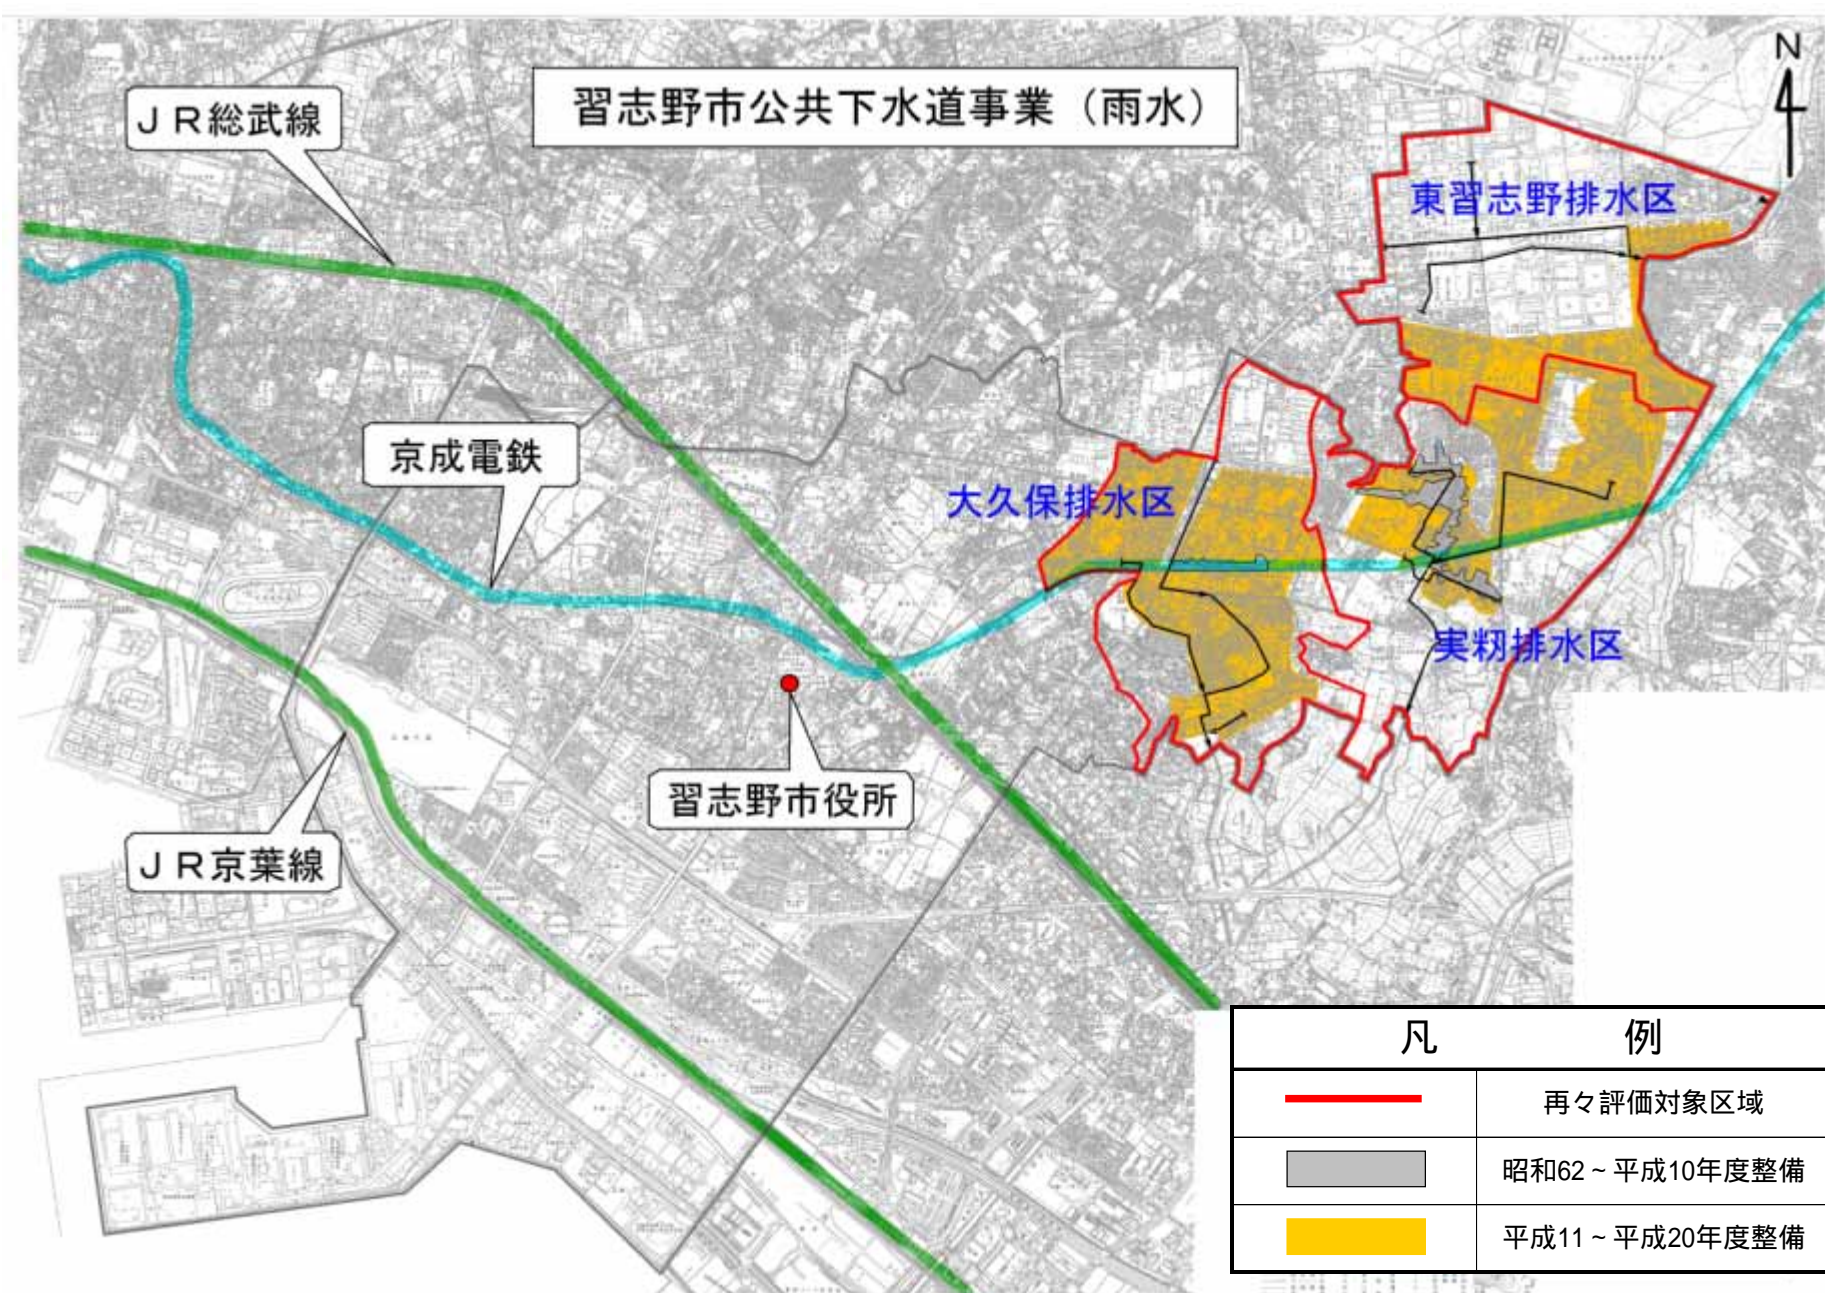 習志野市公共下水道事業（雨水）
N
ＪＲ総武線
東習志野排水区
京成電鉄
大久保排水区
実籾排水区
習志野市役所
ＪＲ京葉線
凡 例
再々評価対象区域
昭和62～平成10年度整備
平成11～平成20年度整備